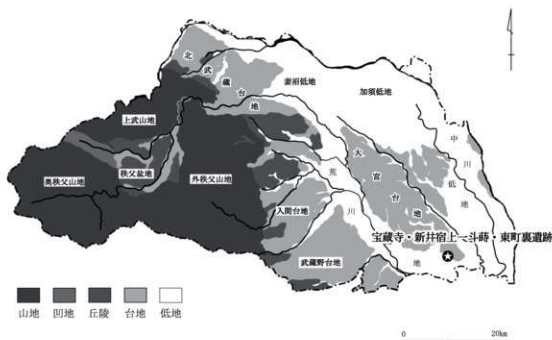 北武蔵台地
妻沼低地
加須低地
上武山地
秩父盆地
奥秩父山地
外秩父山地
荒川低地
大宮台地
中川低地
入間台地
武蔵野台地
宝蔵寺・新井宿上一斗蒔・東町裏遺跡
山地 凹地 丘陵 台地 低地
0 20km